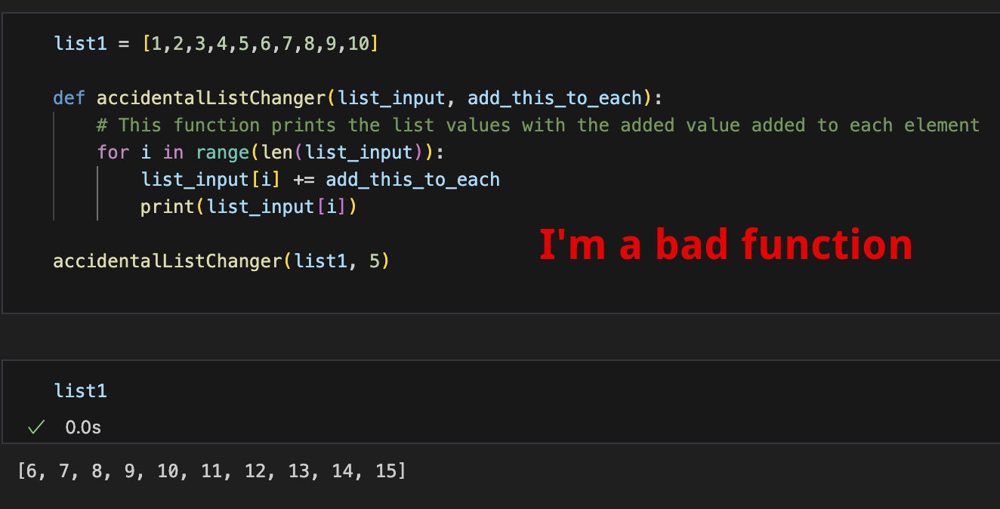 list1 = [1,2,3,4,5,6,7,8,9,10]
def accidentalListChanger(list_input, add_this_to_each):
# This function prints the list values with the added value added to each element
for i in range(len(list_input)):
list_input[i] += add_this_to_each
print(list_input[i])
I'm a bad function
accidentalListChanger(list1, 5)
list1
0.0s
[6, 7, 8, 9, 10, 11, 12, 13, 14, 15]